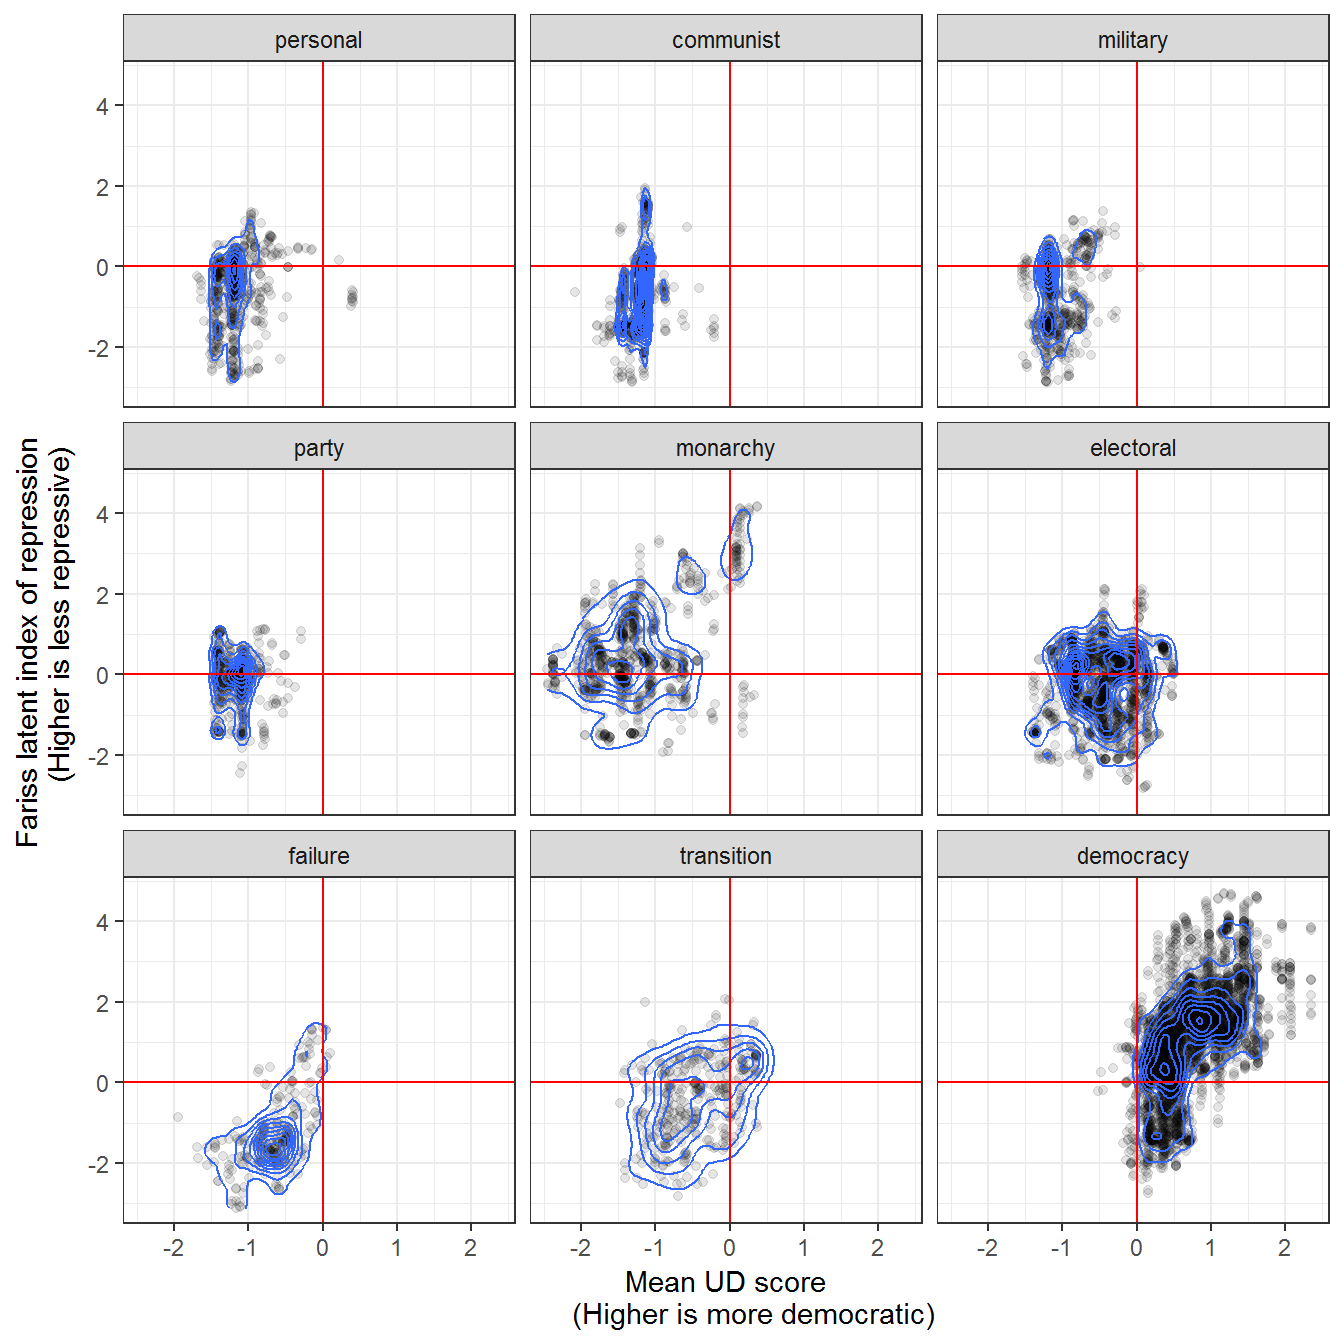 personal communist military
4
2
0
-2
party monarchy electoral
4
2
0
-2
failure transition democracy
4
2
0
-2
-2 -1 0 1 2 -2 -1 0 1 2 -2 -1 0 1 2
Fariss latent index of repression
(Higher is less repressive)
Mean UD score
(Higher is more democratic)